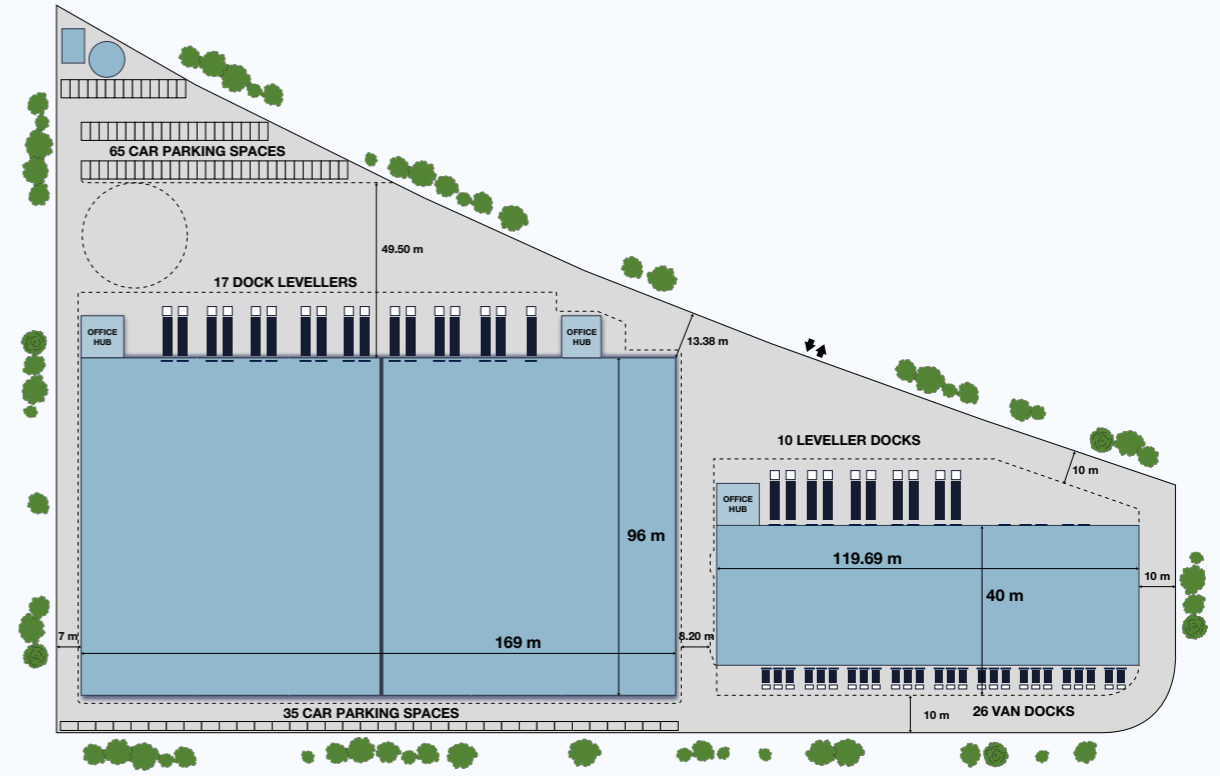 65 CAR PARKING SPACES
49.50 m
17 DOCK LEVELLERS
OFFICE
HUB
OFFICE
HUB
13.38 m
10 LEVELLER DOCKS
10 m
OFFICE
HUB
96 m
119.69 m
10 m
40 m
7 m
169 m
8.20 m
35 CAR PARKING SPACES
10 m
26 VAN DOCKS